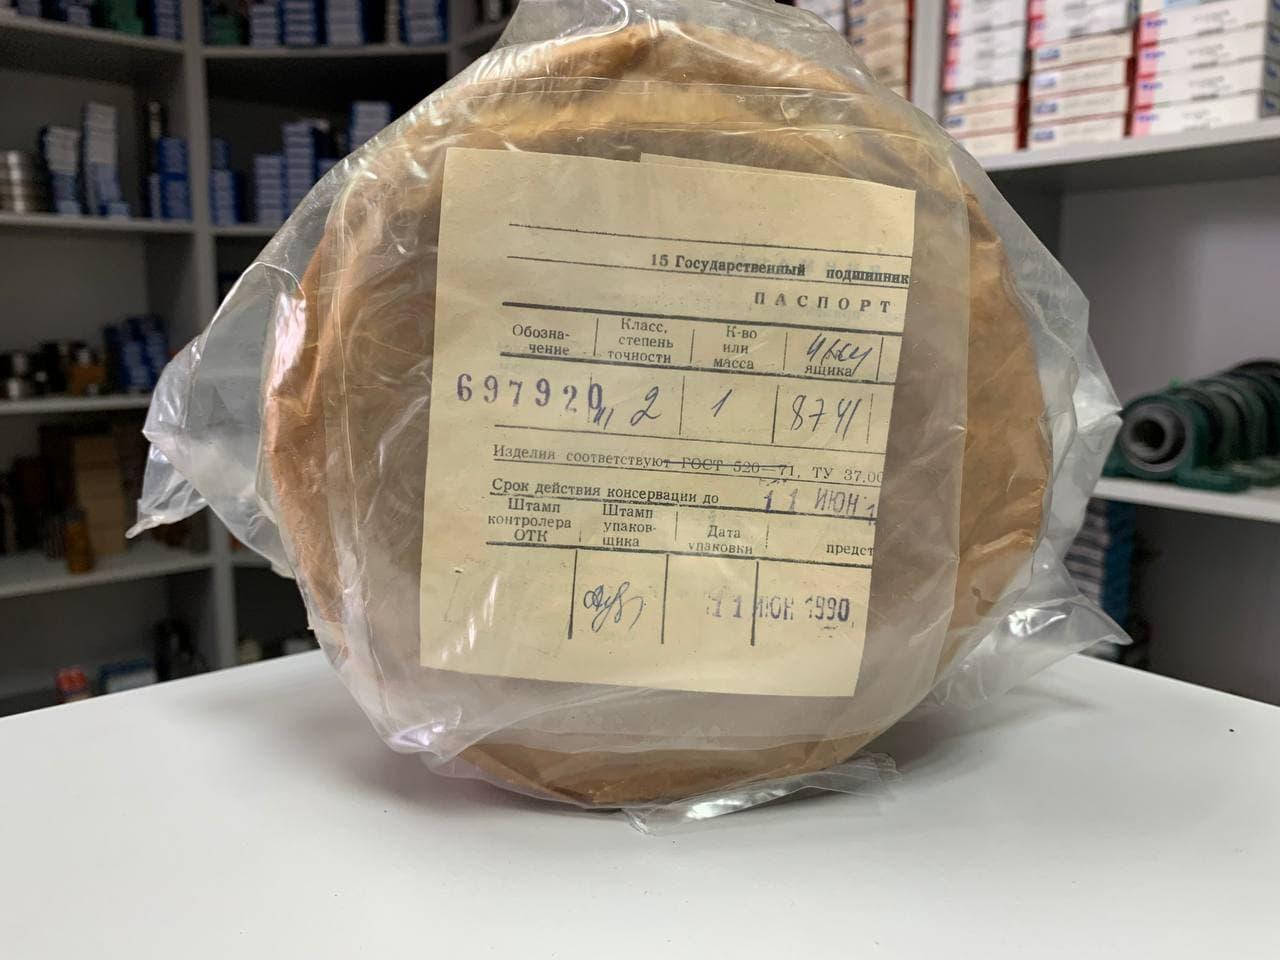 15 Государственный подшипник
ПАСПОРТ
Обозна-
чение
Класс,
степень
точности
К-во
или
масса
ящика
697920 2 1 8741
Изделия соответствуют ГОСТ 520—71, ТУ 37.00
Срок действия консервации до 11 ИЮН 1
Штамп
контролера
ОТК
Штамп
упаков-
щика
Дата
упаковки
предст
11 ИЮН 1990